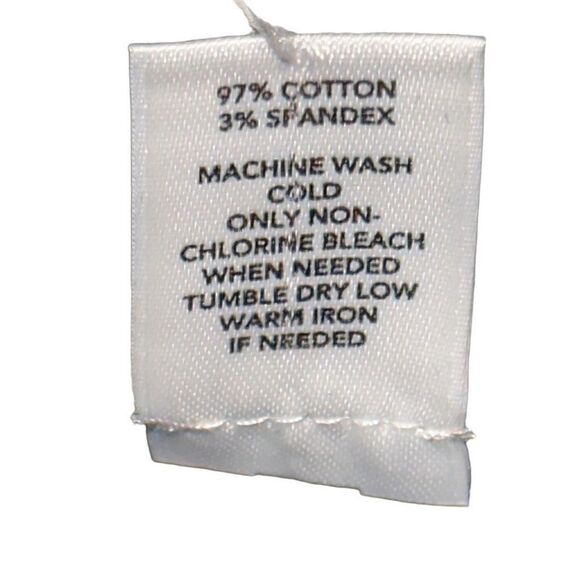 97% COTTON
3% SPANDEX
MACHINE WASH
COLD
ONLY NON-
CHLORINE BLEACH
WHEN NEEDED
TUMBLE DRY LOW
WARM IRON
IF NEEDED